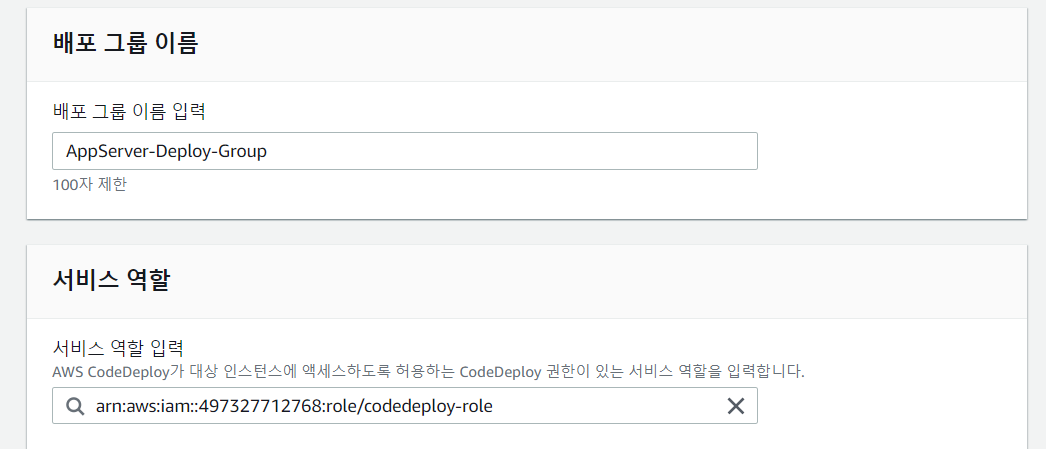 배포 그룹 이름
배포 그룹 이름 입력
AppServer-Deploy-Group
100자 제한
서비스 역할
서비스 역할 입력
AWS CodeDeploy가 대상 인스턴스에 액세스하도록 허용하는 CodeDeploy 권한이 있는 서비스 역할을 입력합니다.
arn:aws:iam::497327712768:role/codedeploy-role